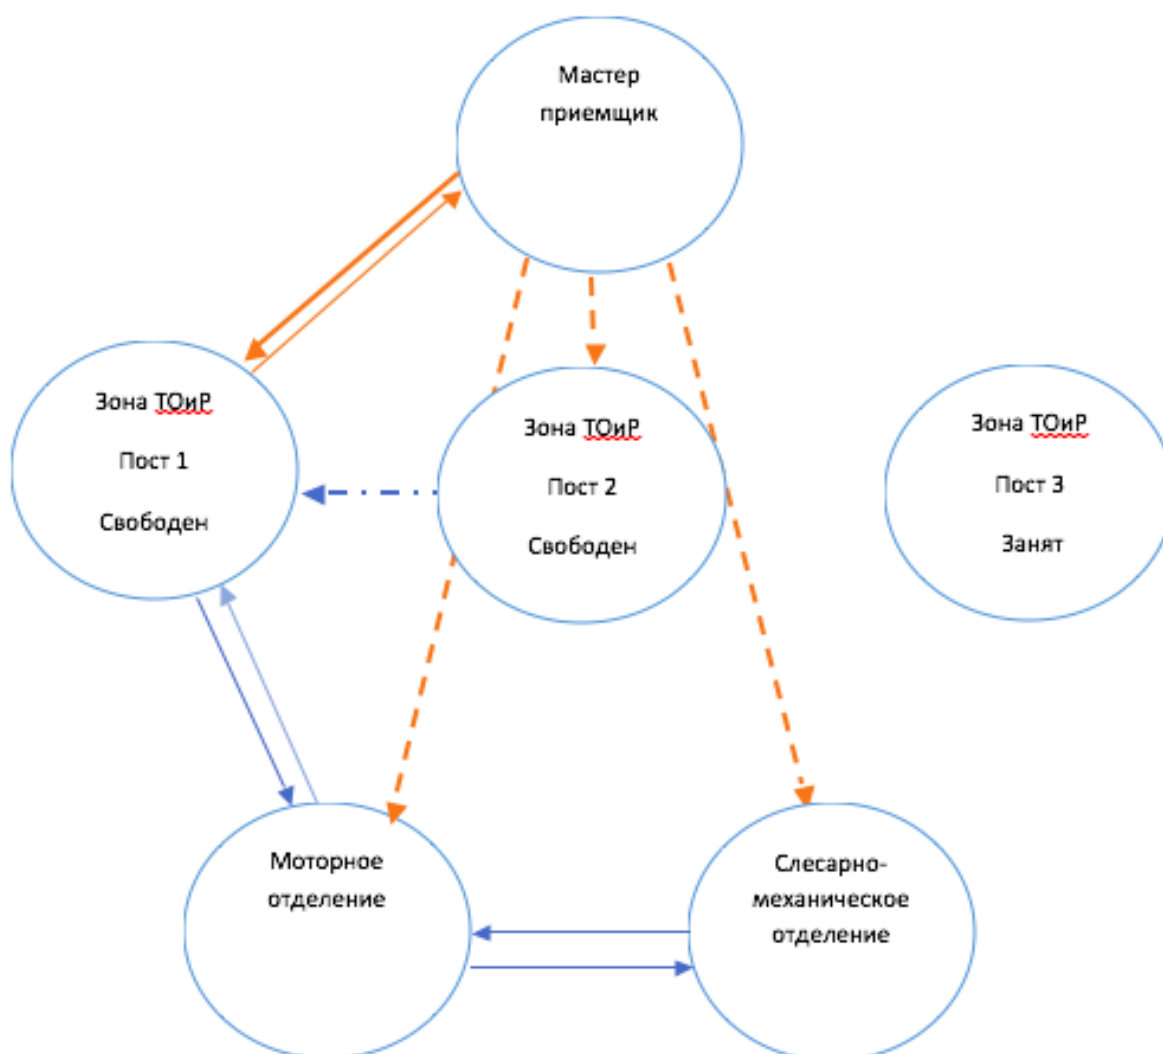 Мастер
приемщик
Зона ТОиР
Пост 1
Свободен
Зона ТОиР
Пост 2
Свободен
Зона ТОиР
Пост 3
Занят
Моторное
отделение
Слесарно-
механическое
отделение